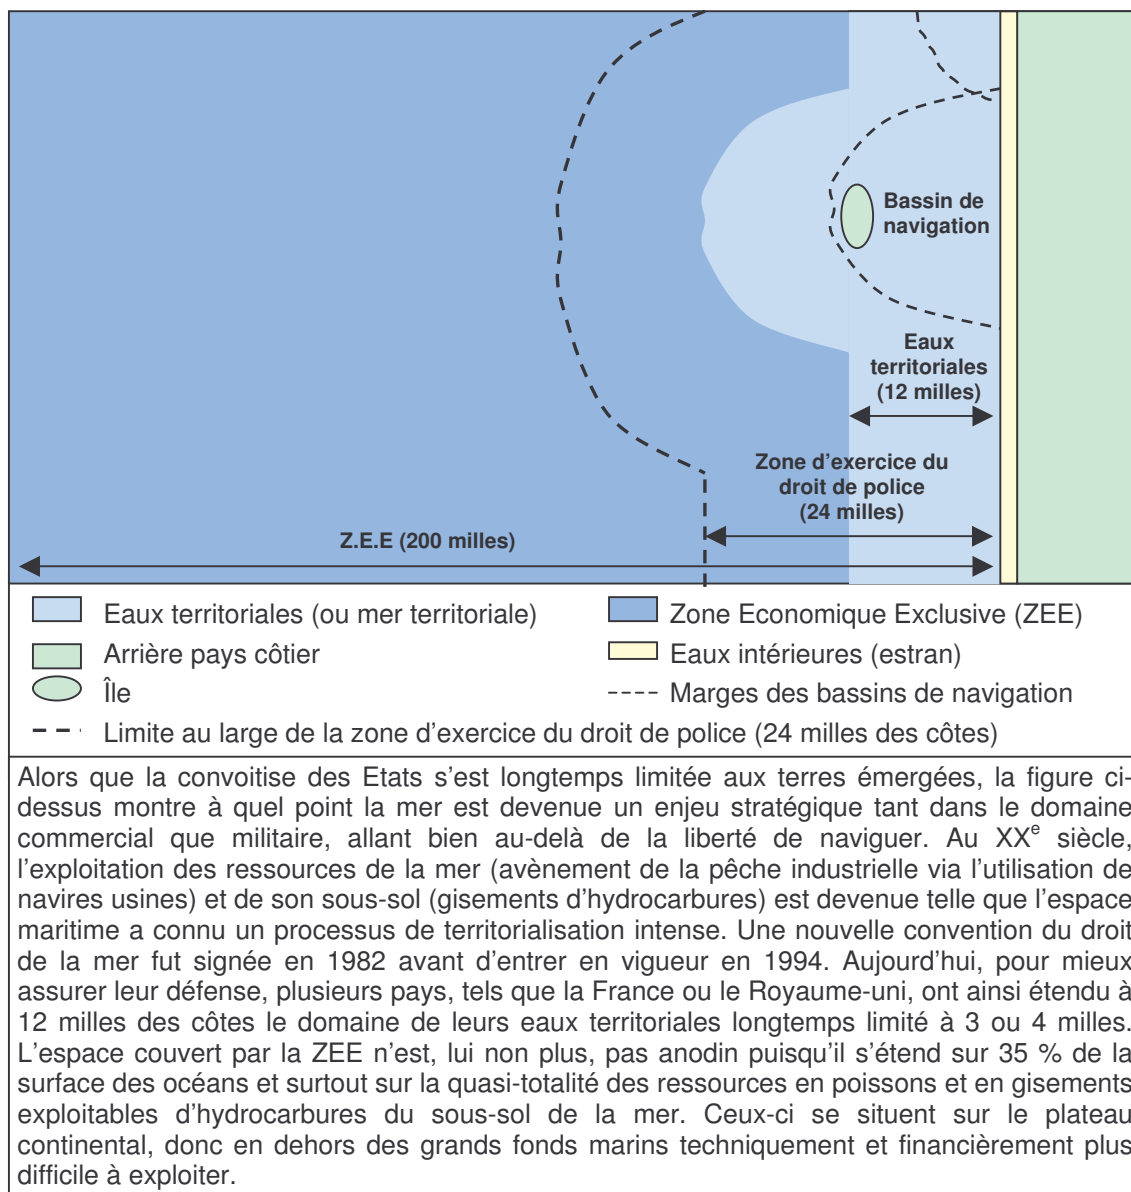 Bassin de
navigation
Eaux
territoriales
(12 milles)
Zone d’exercice du
droit de police
(24 milles)
Z.E.E (200 milles)
Eaux territoriales (ou mer territoriale)
Zone Economique Exclusive (ZEE)
Arrière pays côtier
Eaux intérieures (estran)
Île
Marges des bassins de navigation
Limite au large de la zone d’exercice du droit de police (24 milles des côtes)
Alors que la convoitise des Etats s’est longtemps limitée aux terres émergées, la figure ci-
dessus montre à quel point la mer est devenue un enjeu stratégique tant dans le domaine
commercial que militaire, allant bien au-delà de la liberté de naviguer. Au XXe siècle,
l’exploitation des ressources de la mer (avènement de la pêche industrielle via l’utilisation de
navires usines) et de son sous-sol (gisements d’hydrocarbures) est devenue telle que l’espace
maritime a connu un processus de territorialisation intense. Une nouvelle convention du droit
de la mer fut signée en 1982 avant d’entrer en vigueur en 1994. Aujourd’hui, pour mieux
assurer leur défense, plusieurs pays, tels que la France ou le Royaume-uni, ont ainsi étendu à
12 milles des côtes le domaine de leurs eaux territoriales longtemps limité à 3 ou 4 milles.
L’espace couvert par la ZEE n’est, lui non plus, pas anodin puisqu’il s’étend sur 35 % de la
surface des océans et surtout sur la quasi-totalité des ressources en poissons et en gisements
exploitables d’hydrocarbures du sous-sol de la mer. Ceux-ci se situent sur le plateau
continental, donc en dehors des grands fonds marins techniquement et financièrement plus
difficile à exploiter.